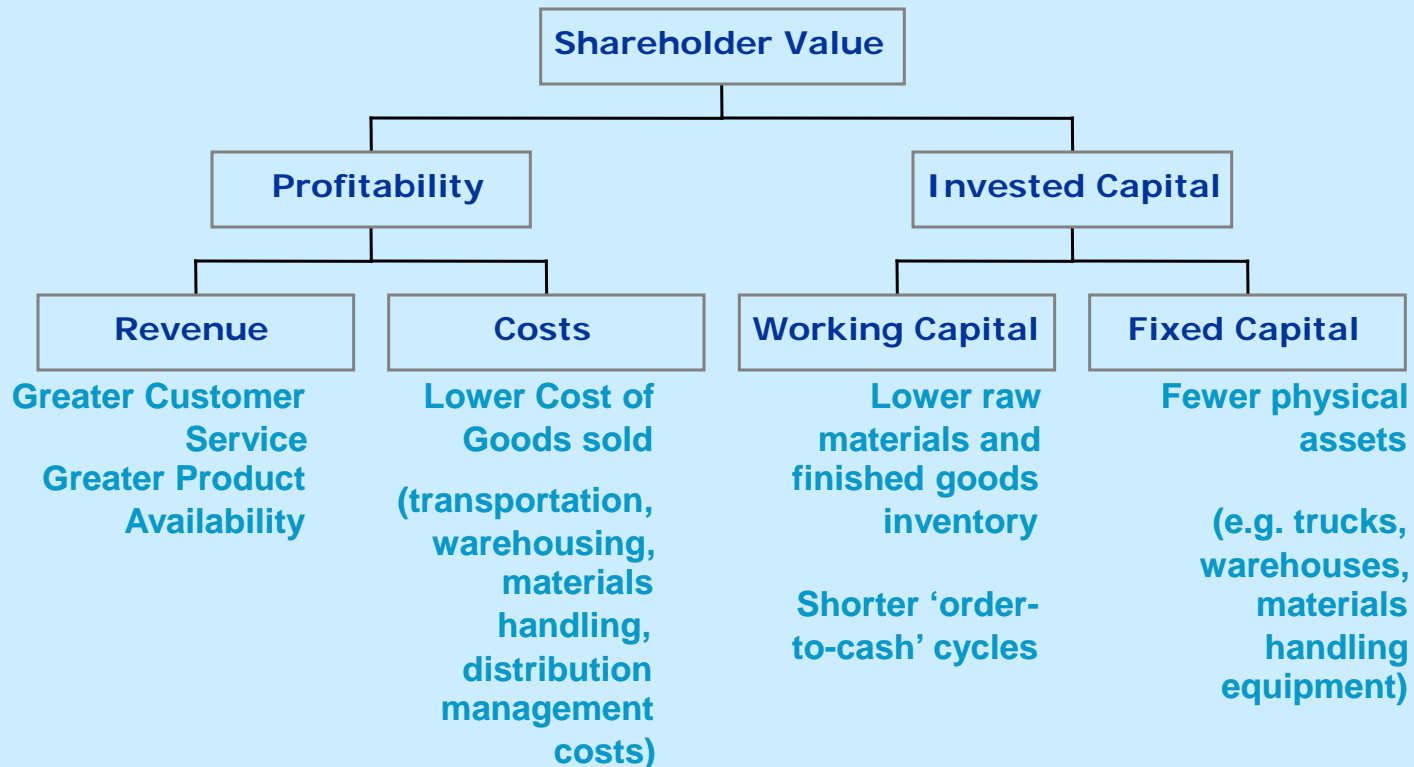 Shareholder Value
Profitability
Invested Capital
Revenue
Costs
Working Capital
Fixed Capital
Greater Customer
Service
Greater Product
Availability
Lower Cost of
Goods sold
(transportation,
warehousing,
materials
handling,
distribution
management
costs)
Lower raw
materials and
finished goods
inventory
Shorter ‘order-
to-cash’ cycles
Fewer physical
assets
(e.g. trucks,
warehouses,
materials
handling
equipment)